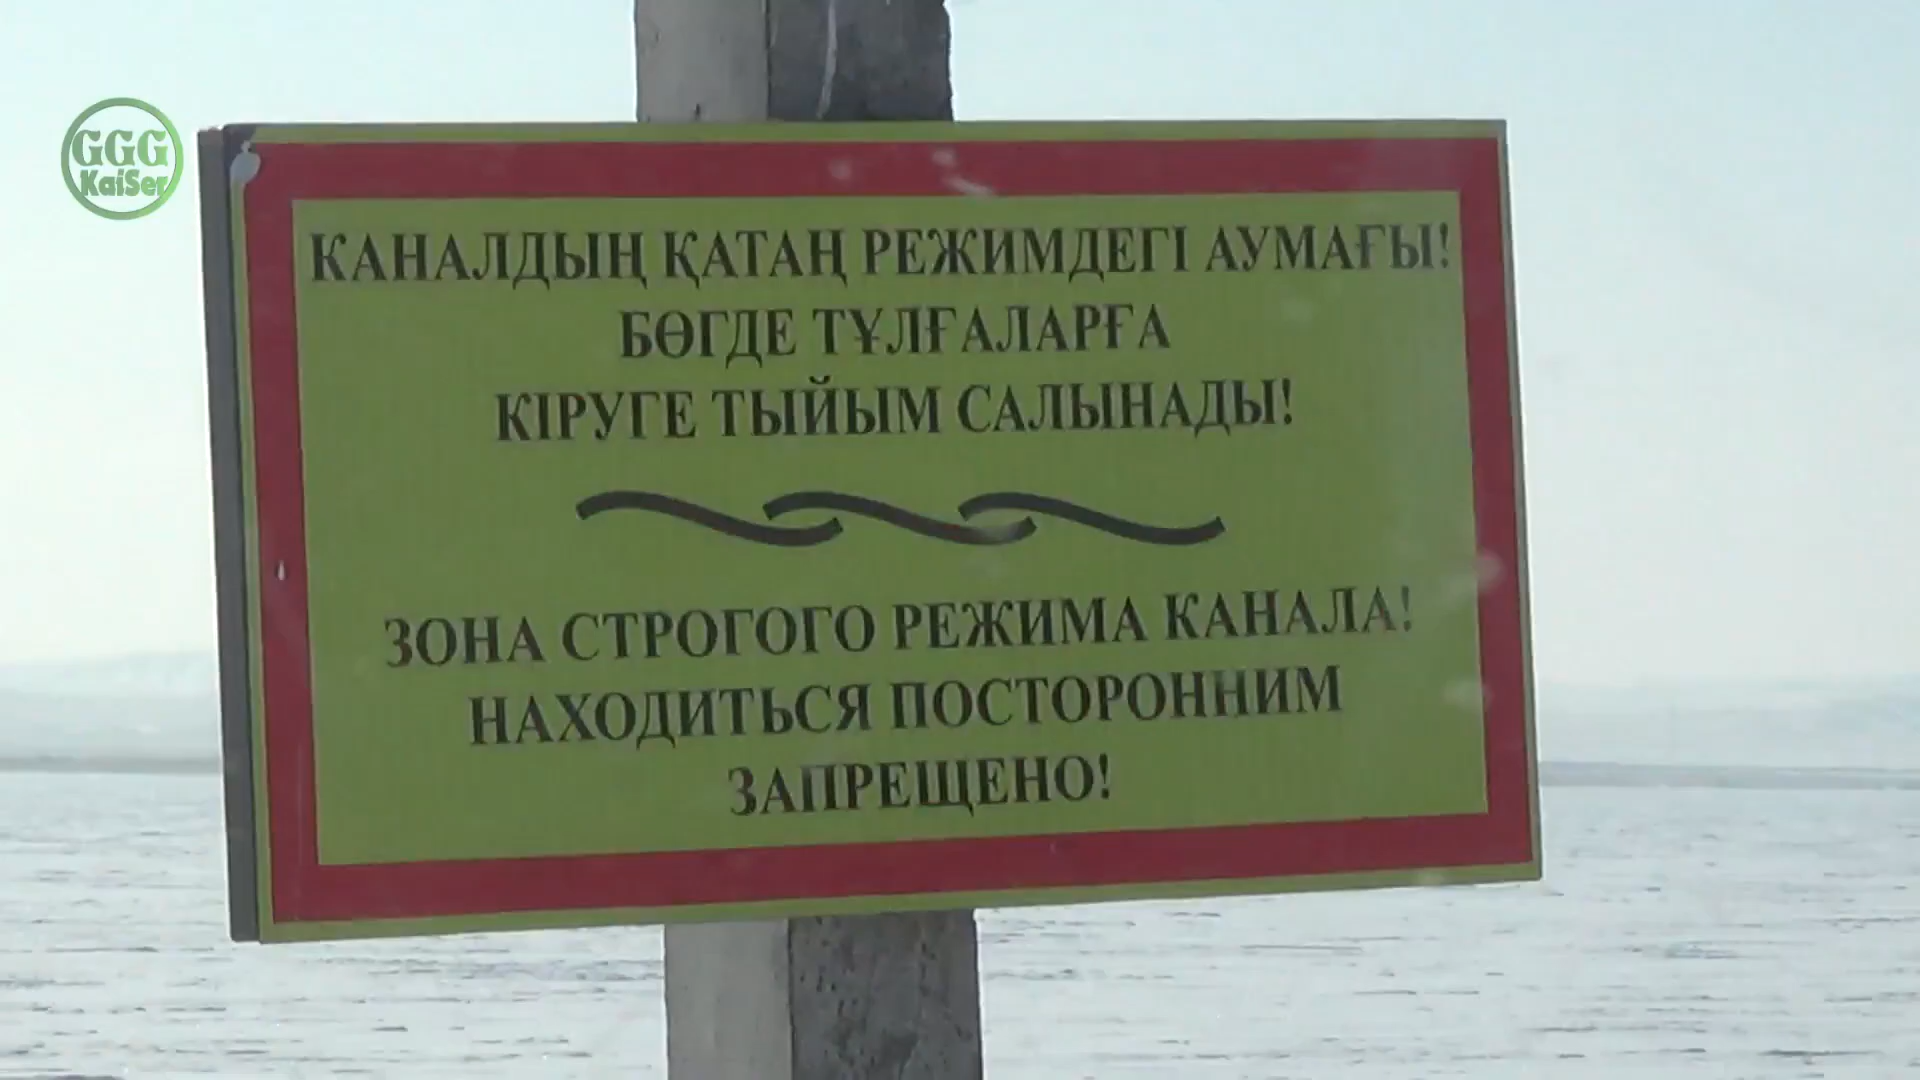 GGG
KaiSer
КАНАЛДЫҢ ҚАТАҢ РЕЖИМДЕГІ АУМАҒЫ!
БӨГДЕ ТҰЛҒАЛАРҒА
КІРУГЕ ТЫЙЫМ САЛЫНАДЫ!
ЗОНА СТРОГОГО РЕЖИМА КАНАЛА!
НАХОДИТЬСЯ ПОСТОРОННИМ
ЗАПРЕЩЕНО!